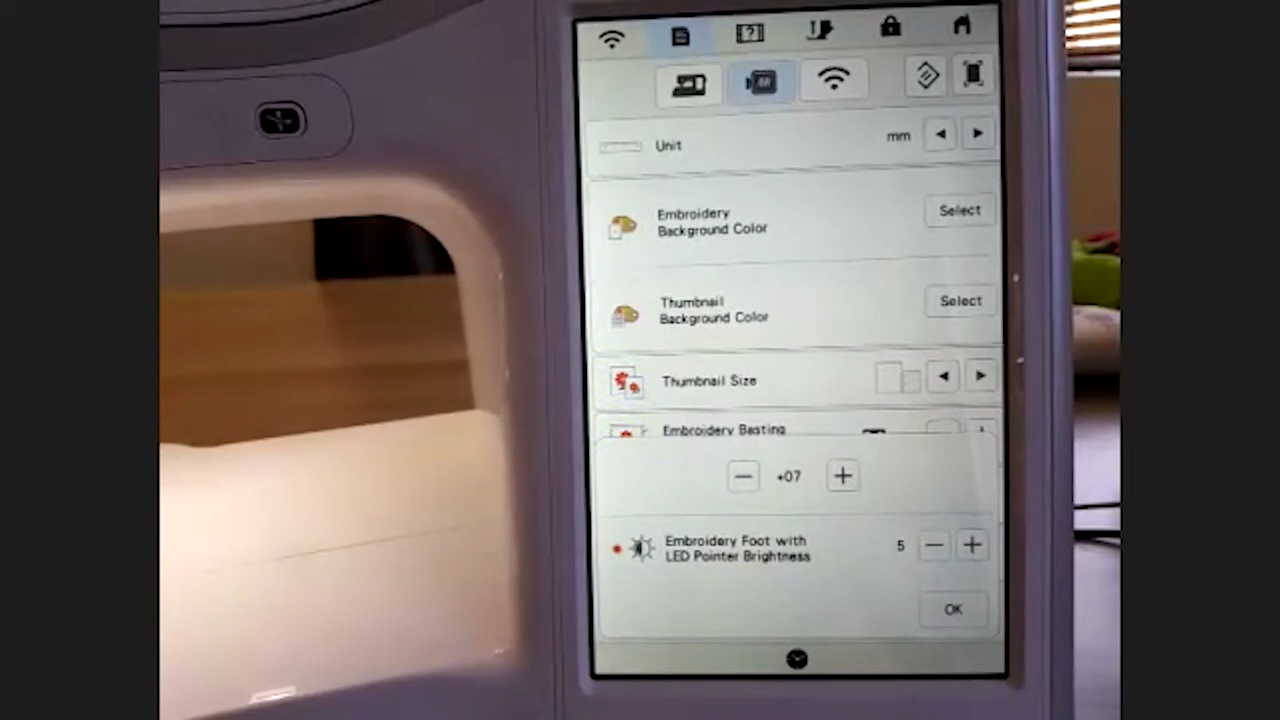 Unit
mm
Embroidery
Background Color
Select
Thumbnail
Background Color
Select
Thumbnail Size
Embroidery Basting
+07
Embroidery Foot with
LED Pointer Brightness
5
OK